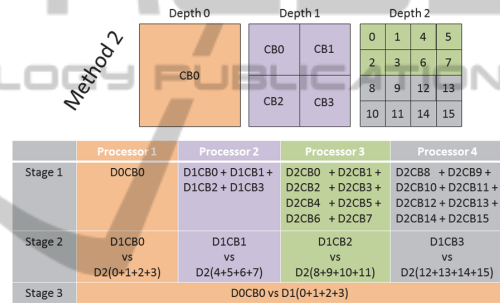 Method 2
Depth 0
Depth 1
Depth 2
CB0
CB0 CB1
CB2 CB3
0 1 4 5
2 3 6 7
8 9 12 13
10 11 14 15
LOGY PUBLICATION
Processor 1 Processor 2 Processor 3 Processor 4
Stage 1
D0CB0
D1CB0 + D1CB1 +
D1CB2 + D1CB3
D2CB0 + D2CB1 +
D2CB2 + D2CB3 +
D2CB4 + D2CB5 +
D2CB6 + D2CB7
D2CB8 + D2CB9 +
D2CB10 + D2CB11 +
D2CB12 + D2CB13 +
D2CB14 + D2CB15
Stage 2
D1CB0
vs
D2(0+1+2+3)
D1CB1
vs
D2(4+5+6+7)
D1CB2
vs
D2(8+9+10+11)
D1CB3
vs
D2(12+13+14+15)
Stage 3
D0CB0 vs D1(0+1+2+3)